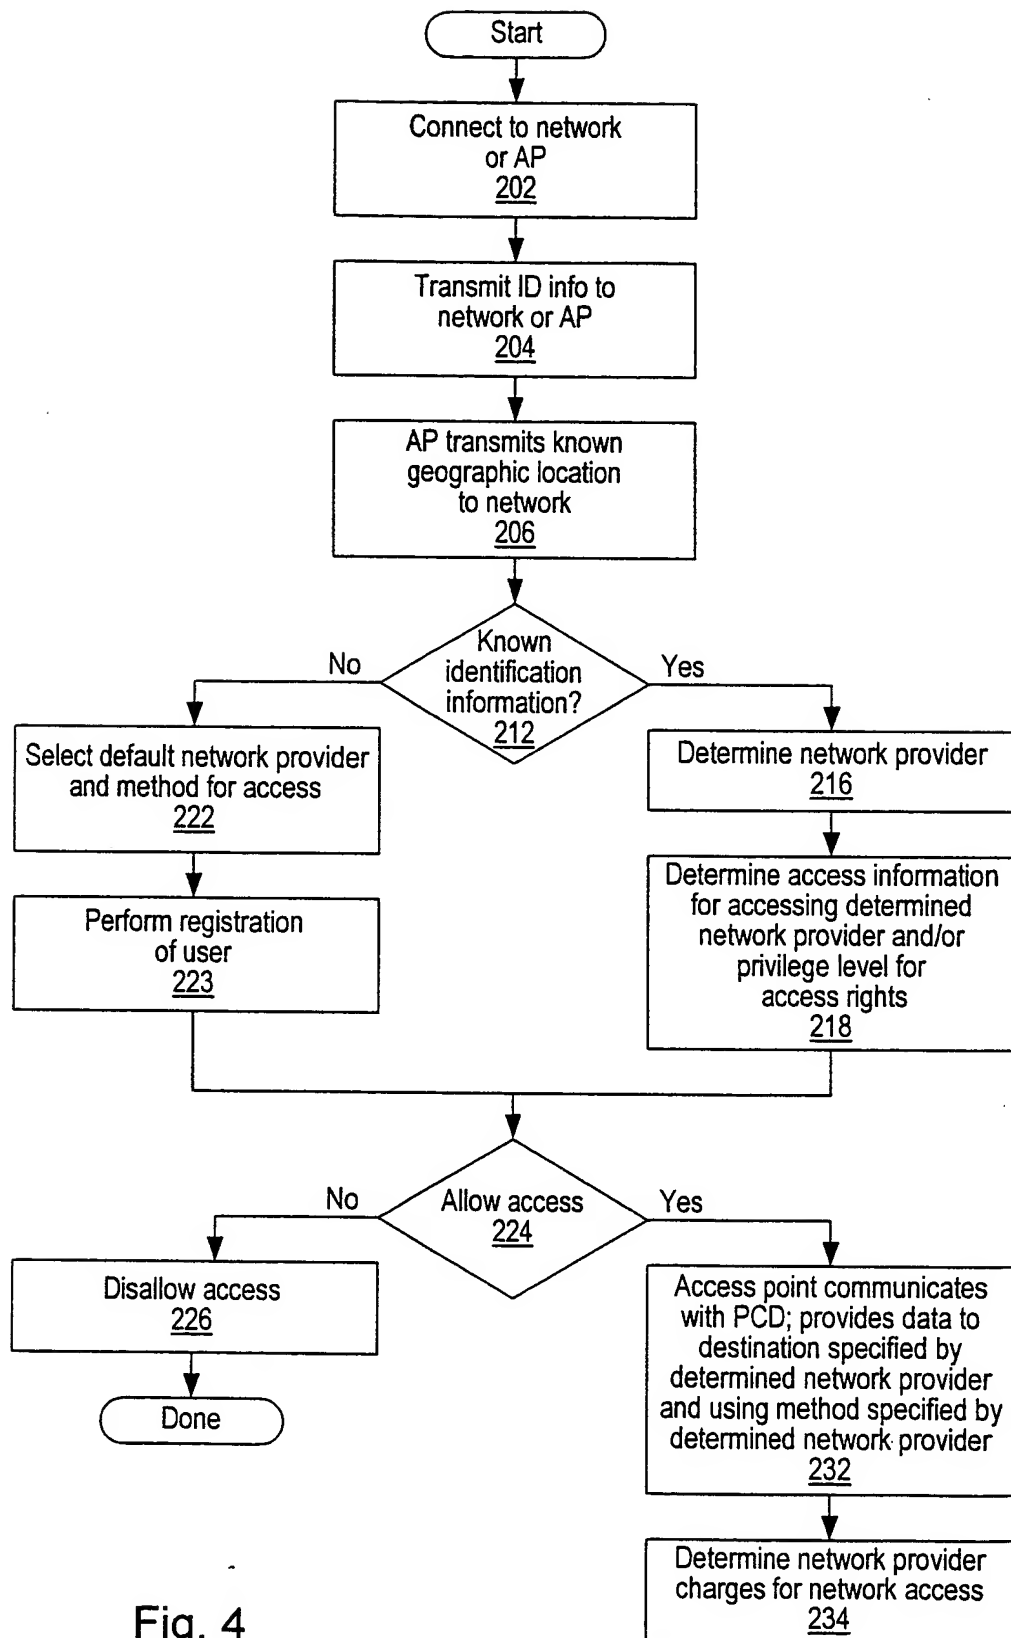 Start
Connect to network
or AP
202
Transmit ID info to
network or AP
204
AP transmits known
geographic location
to network
206
Known
identification
information?
212
No
Yes
Select default network provider
and method for access
222
Determine network provider
216
Perform registration
of user
223
Determine access information
for accessing determined
network provider and/or
privilege level for
access rights
218
Allow access
224
No
Yes
Disallow access
226
Done
Access point communicates
with PCD; provides data to
destination specified by
determined network provider
and using method specified by
determined network provider
232
Determine network provider
charges for network access
234
Fig. 4